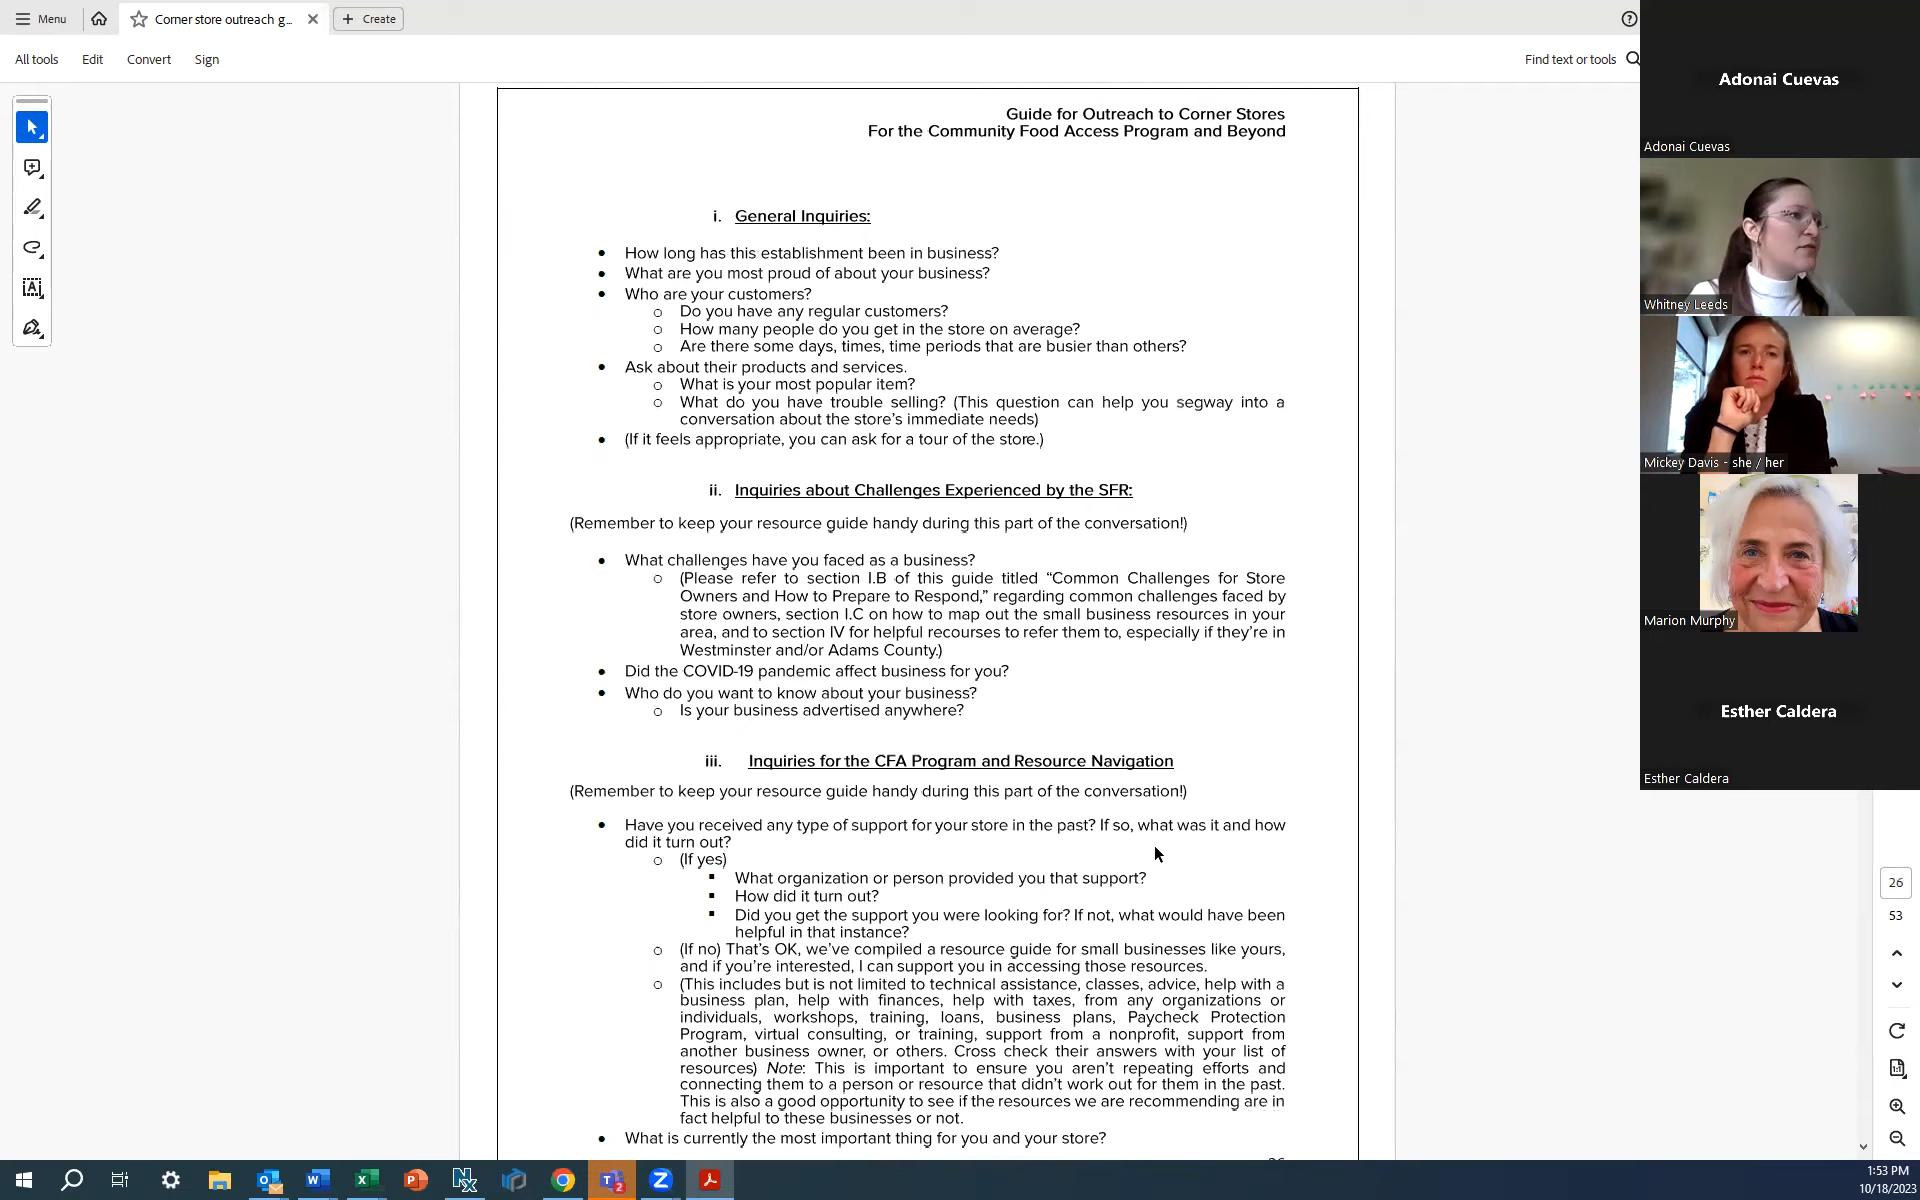 Menu
Corner store outreach g...
Create
All tools
Edit
Convert
Sign
Find text or tools
Guide for Outreach to Corner Stores
For the Community Food Access Program and Beyond
i. General Inquiries:
• How long has this establishment been in business?
• What are you most proud of about your business?
• Who are your customers?
o Do you have any regular customers?
o How many people do you get in the store on average?
o Are there some days, times, time periods that are busier than others?
• Ask about their products and services.
o What is your most popular item?
o What do you have trouble selling? (This question can help you segway into a
conversation about the store's immediate needs)
• (If it feels appropriate, you can ask for a tour of the store.)
ii. Inquiries about Challenges Experienced by the SFR:
(Remember to keep your resource guide handy during this part of the conversation!)
• What challenges have you faced as a business?
o (Please refer to section I.B of this guide titled “Common Challenges for Store
Owners and How to Prepare to Respond,” regarding common challenges faced by
store owners, section I.C on how to map out the small business resources in your
area, and to section IV for helpful recourses to refer them to, especially if they're in
Westminster and/or Adams County.)
• Did the COVID-19 pandemic affect business for you?
• Who do you want to know about your business?
o Is your business advertised anywhere?
iii. Inquiries for the CFA Program and Resource Navigation
(Remember to keep your resource guide handy during this part of the conversation!)
• Have you received any type of support for your store in the past? If so, what was it and how
did it turn out?
o (If yes)
▪ What organization or person provided you that support?
▪ How did it turn out?
▪ Did you get the support you were looking for? If not, what would have been
helpful in that instance?
o (If no) That's OK, we've compiled a resource guide for small businesses like yours,
and if you're interested, I can support you in accessing those resources.
o (This includes but is not limited to technical assistance, classes, advice, help with a
business plan, help with finances, help with taxes, from any organizations or
individuals, workshops, training, loans, business plans, Paycheck Protection
Program, virtual consulting, or training, support from a nonprofit, support from
another business owner, or others. Cross check their answers with your list of
resources) Note: This is important to ensure you aren't repeating efforts and
connecting them to a person or resource that didn't work out for them in the past.
This is also a good opportunity to see if the resources we are recommending are in
fact helpful to these businesses or not.
• What is currently the most important thing for you and your store?
Adonai Cuevas
Adonai Cuevas
Whitney Leeds
Mickey Davis - she / her
Marion Murphy
Esther Caldera
Esther Caldera
26
53
1:53 PM
10/18/2023